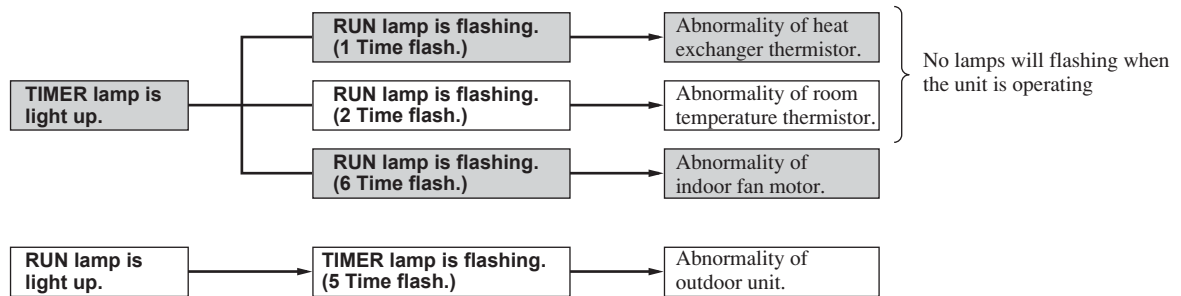 TIMER lamp is
light up.
RUN lamp is flashing.
(1 Time flash.)
Abnormality of heat
exchanger thermistor.
RUN lamp is flashing.
(2 Time flash.)
Abnormality of room
temperature thermistor.
No lamps will flashing when
the unit is operating
RUN lamp is flashing.
(6 Time flash.)
Abnormality of
indoor fan motor.
RUN lamp is
light up.
TIMER lamp is flashing.
(5 Time flash.)
Abnormality of
outdoor unit.